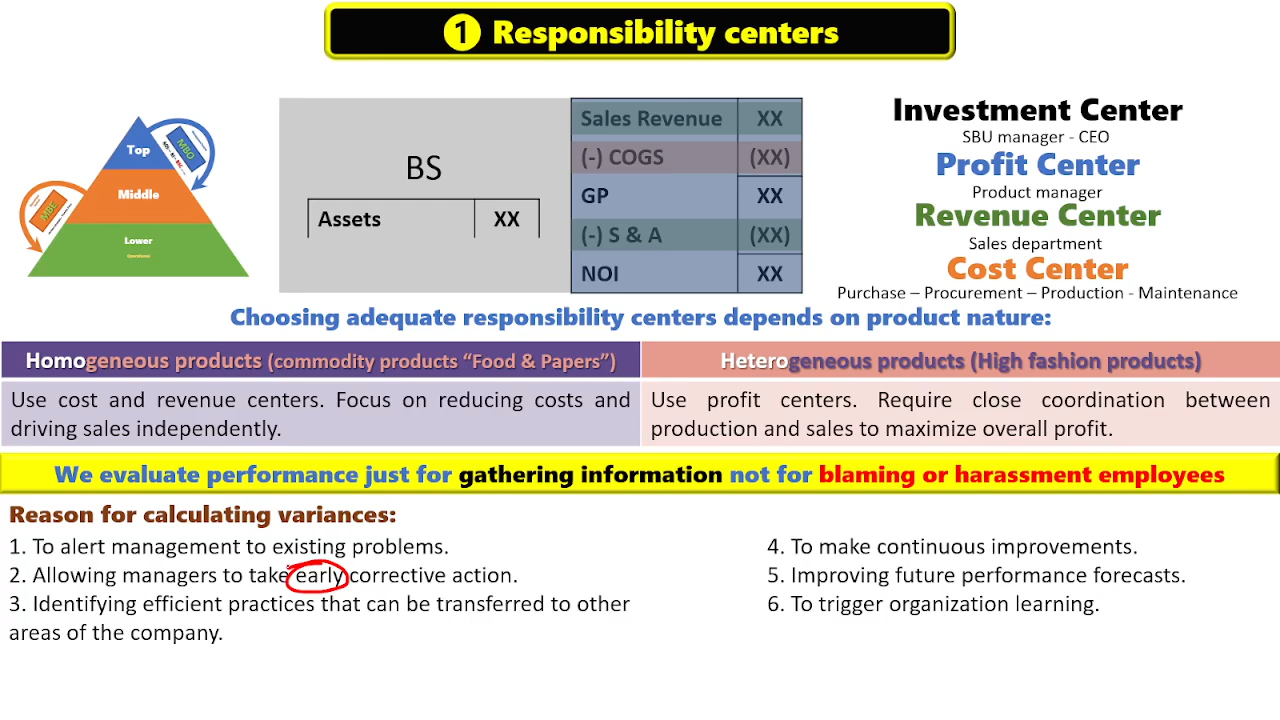 1 Responsibility centers
Top
MBO
Middle
MBE
Lower
Operational
BS
Assets XX
Sales Revenue XX
(-) COGS (XX)
GP XX
(-) S & A (XX)
NOI XX
Investment Center
SBU manager - CEO
Profit Center
Product manager
Revenue Center
Sales department
Cost Center
Purchase – Procurement – Production - Maintenance
Choosing adequate responsibility centers depends on product nature:
Homogeneous products (commodity products “Food & Papers”)
Use cost and revenue centers. Focus on reducing costs and
driving sales independently.
Heterogeneous products (High fashion products)
Use profit centers. Require close coordination between
production and sales to maximize overall profit.
We evaluate performance just for gathering information not for blaming or harassment employees
Reason for calculating variances:
1. To alert management to existing problems.
2. Allowing managers to take early corrective action.
3. Identifying efficient practices that can be transferred to other
areas of the company.
4. To make continuous improvements.
5. Improving future performance forecasts.
6. To trigger organization learning.